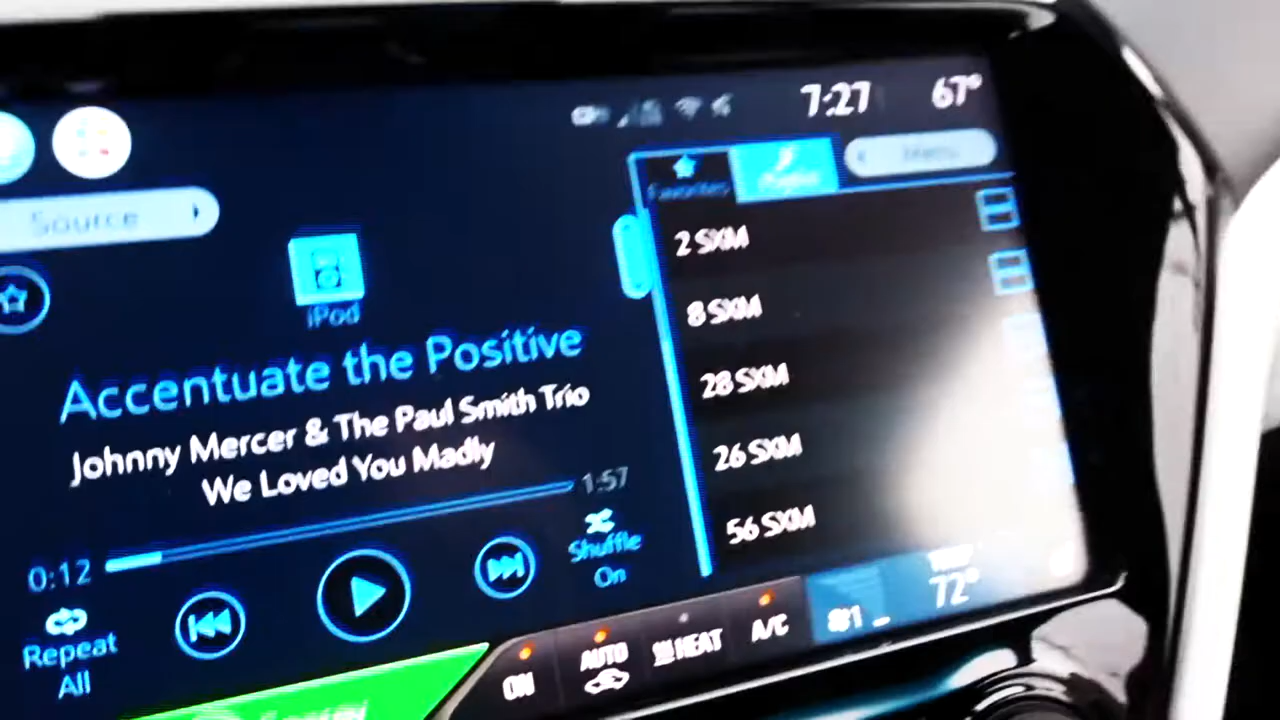 7:27 67°
Source
Favorites
iPod
Accentuate the Positive
Johnny Mercer & The Paul Smith Trio
We Loved You Madly
0:12
1:57
Repeat
All
Shuffle
On
2 SXM
8 SXM
28 SXM
26 SXM
56 SXM
ON
AUTO
HEAT
A/C
72°
Energy